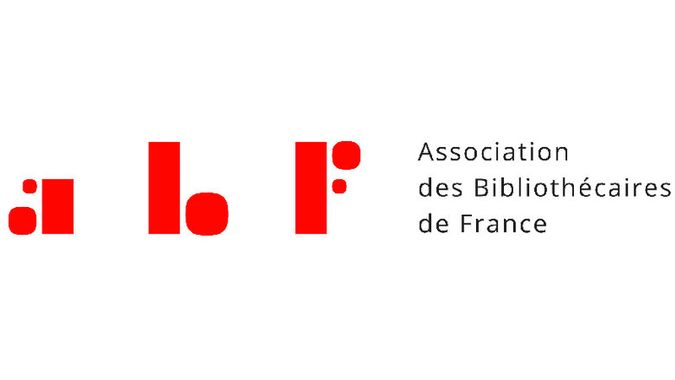 abF
Association
des Bibliothécaires
de France